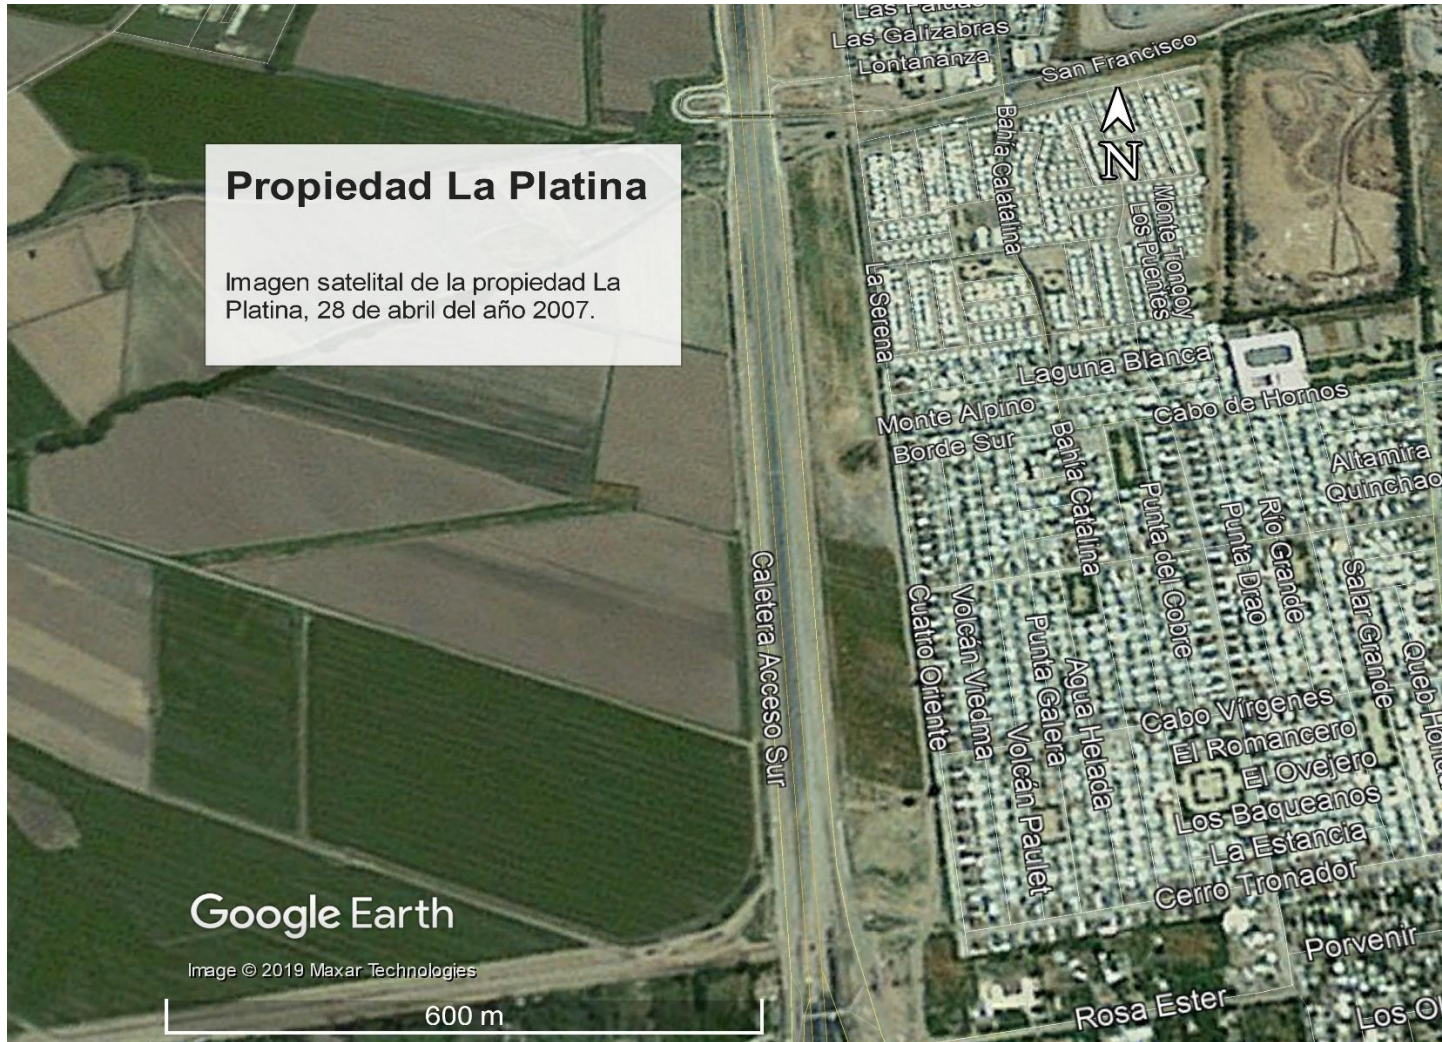 Las Paldas
Las Galizabras
Lontananza
San Francisco
N
Bahía Calatalina
Monte Tongoy
Los Puentes
La Serena
Propiedad La Platina
Imagen satelital de la propiedad La
Platina, 28 de abril del año 2007.
Laguna Blanca
Cabo de Hornos
Monte Alpino
Borde Sur
Bahía Catalina
Altamira
Quinchao
Punta del Cobre
Río Grande
Punta Drao
Salar Grande
Caletera Acceso Sur
Cuatro Oriente
Volcán Viedma
Punta Galera
Agua Helada
Volcán Paulet
Cabo Vírgenes
El Romancero
El Ovejero
Los Baqueanos
La Estancia
Cerro Tronador
Porvenir
Rosa Ester
Google Earth
Image © 2019 Maxar Technologies
600 m